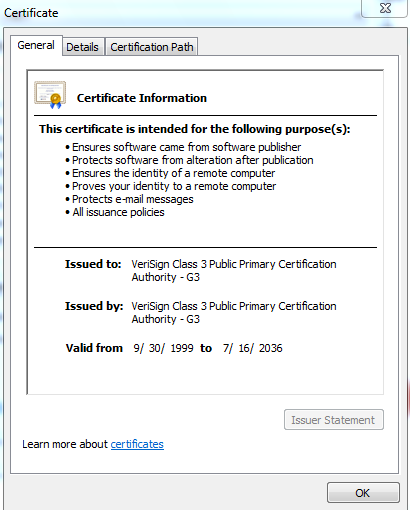 Certificate
General Details Certification Path
Certificate Information
This certificate is intended for the following purpose(s):
• Ensures software came from software publisher
• Protects software from alteration after publication
• Ensures the identity of a remote computer
• Proves your identity to a remote computer
• Protects e-mail messages
• All issuance policies
Issued to: VeriSign Class 3 Public Primary Certification
Authority - G3
Issued by: VeriSign Class 3 Public Primary Certification
Authority - G3
Valid from 9/ 30/ 1999 to 7/ 16/ 2036
Issuer Statement
Learn more about certificates
OK